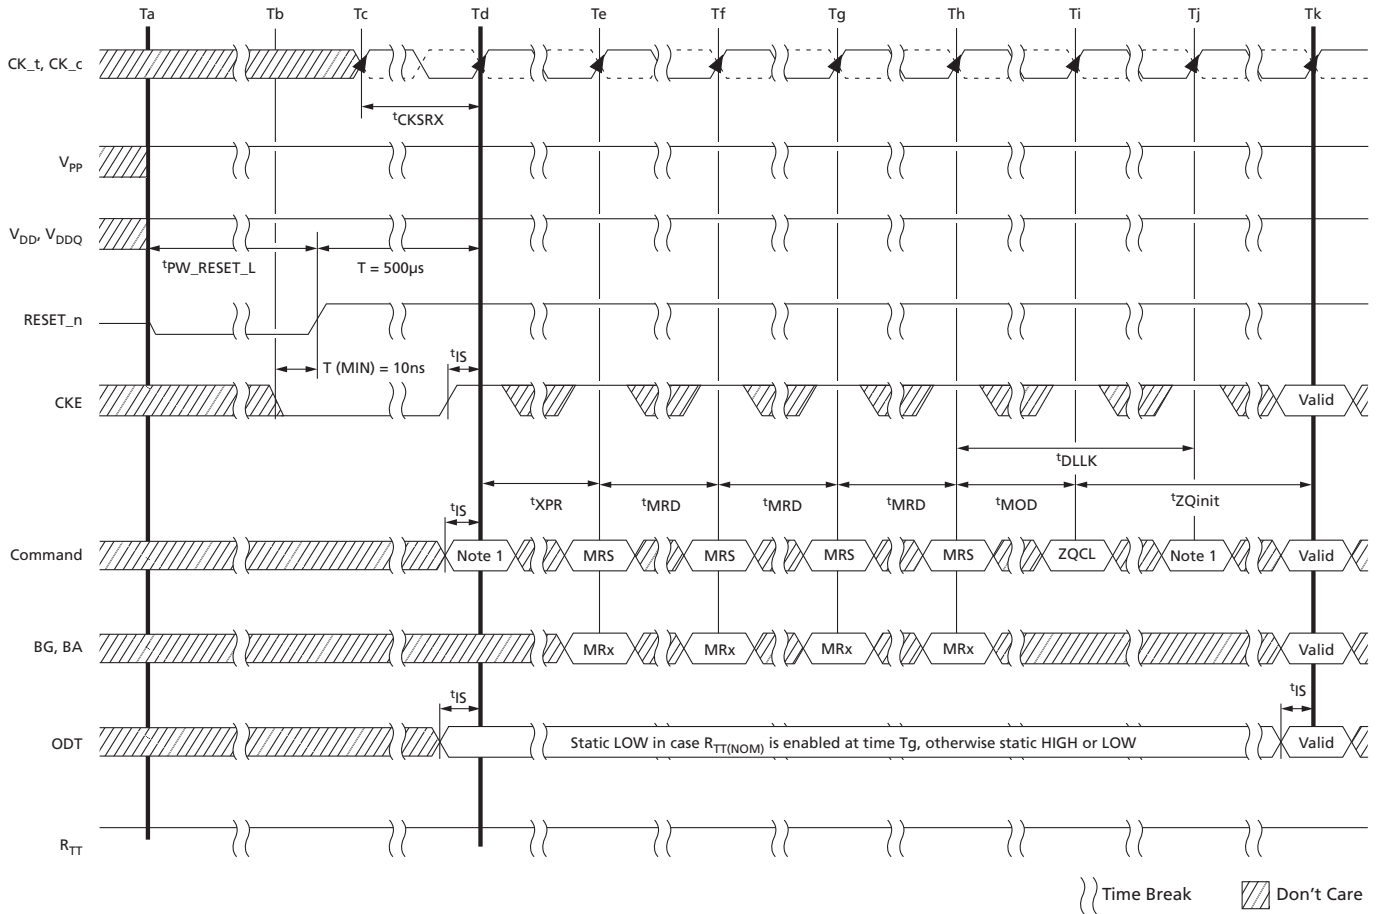 Ta Tb Tc Td Te Tf Tg Th Ti Tj Tk
CK_t, CK_c
tCKSRX
VPP
VDD, VDDQ
tPW_RESET_L T = 500µs
RESET_n
T (MIN) = 10ns tIS
CKE Valid
tDLLK
tXPR tMRD tMRD tMRD tMOD tZQinit
tIS
Command Note 1 MRS MRS MRS MRS ZQCL Note 1 Valid
BG, BA MRx MRx MRx MRx Valid
tIS tIS
ODT Static LOW in case RTT(NOM) is enabled at time Tg, otherwise static HIGH or LOW Valid
RTT
Time Break Don't Care